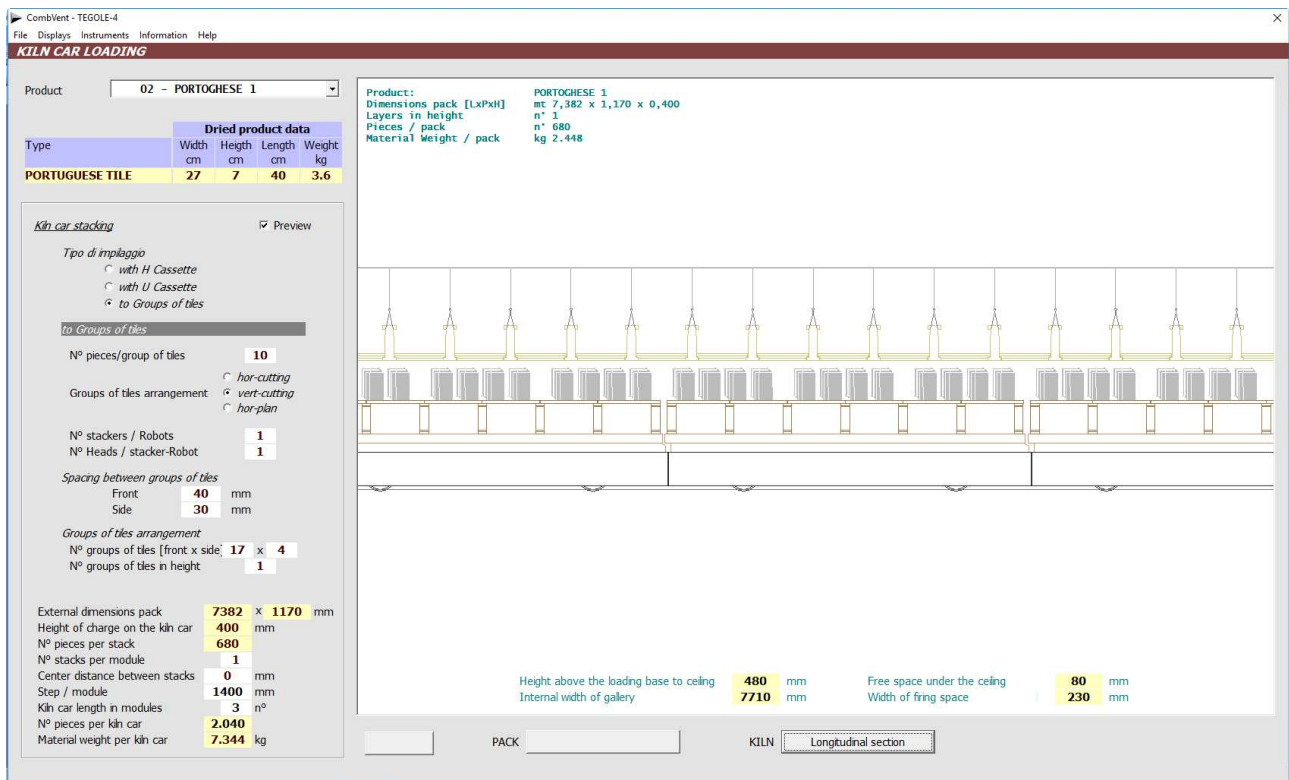 CombVent - TEGOLE-4
File Displays Instruments Information Help
KILN CAR LOADING
Product 02 - PORTOGHESE 1
Dried product data
Type Width Heigth Length Weight
cm cm cm kg
PORTUGUESE TILE 27 7 40 3.6
Kiln car stacking Preview
Tipo di impilaggio
with H Cassette
with U Cassette
to Groups of tiles
to Groups of tiles
Nº pieces/group of tiles 10
hor-cutting
Groups of tiles arrangement vert-cutting
hor-plan
Nº stackers / Robots 1
Nº Heads / stacker-Robot 1
Spacing between groups of tiles
Front 40 mm
Side 30 mm
Groups of tiles arrangement
Nº groups of tiles [front x side] 17 x 4
Nº groups of tiles in height 1
External dimensions pack 7382 x 1170 mm
Height of charge on the kiln car 400 mm
Nº pieces per stack 680
Nº stacks per module 1
Center distance between stacks 0 mm
Step / module 1400 mm
Kiln car length in modules 3 nº
Nº pieces per kiln car 2.040
Material weight per kiln car 7.344 kg
Product: PORTOGHESE 1
Dimensions pack [LxPxH] mt 7,382 x 1,170 x 0,400
Layers in height n° 1
Pieces / pack n° 680
Material Weight / pack kg 2.448
Height above the loading base to ceiling 480 mm Free space under the ceiling 80 mm
Internal width of gallery 7710 mm Width of firing space 230 mm
PACK KILN Longitudinal section